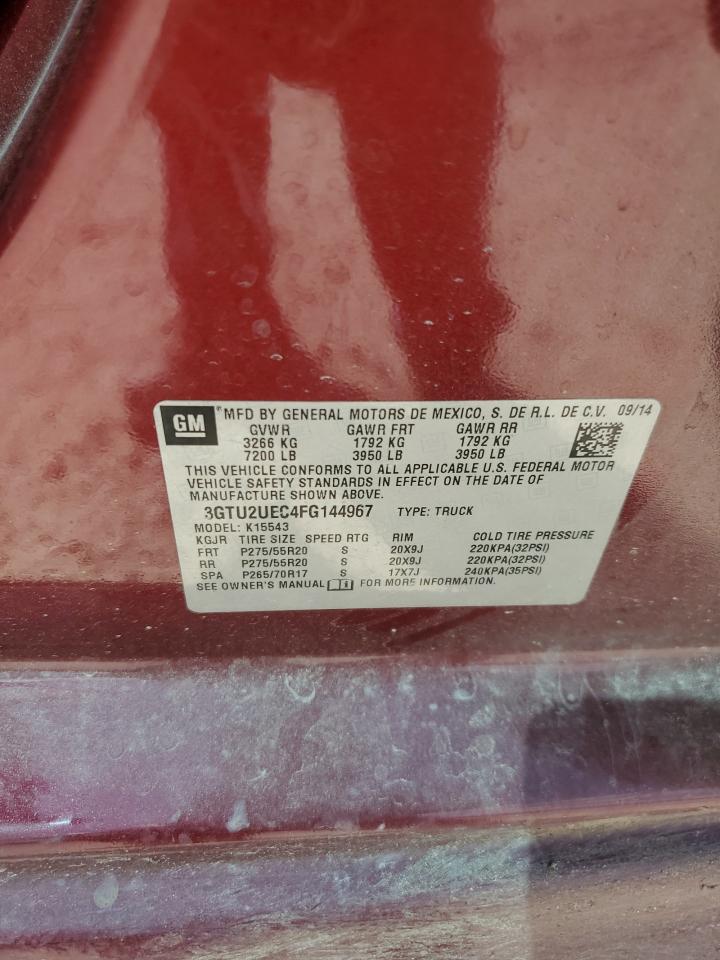 GM ® MFD BY GENERAL MOTORS DE MEXICO, S. DE R.L. DE C.V. 09/14
GVWR GAWR FRT GAWR RR
3266 KG 1792 KG 1792 KG
7200 LB 3950 LB 3950 LB
THIS VEHICLE CONFORMS TO ALL APPLICABLE U.S. FEDERAL MOTOR
VEHICLE SAFETY STANDARDS IN EFFECT ON THE DATE OF
MANUFACTURE SHOWN ABOVE.
3GTU2UEC4FG144967 TYPE: TRUCK
MODEL: K15543
KGJR TIRE SIZE SPEED RTG RIM COLD TIRE PRESSURE
FRT P275/55R20 S 20X9J 220KPA(32PSI)
RR P275/55R20 S 20X9J 220KPA(32PSI)
SPA P265/70R17 S 17X7J 240KPA(35PSI)
SEE OWNER'S MANUAL FOR MORE INFORMATION.